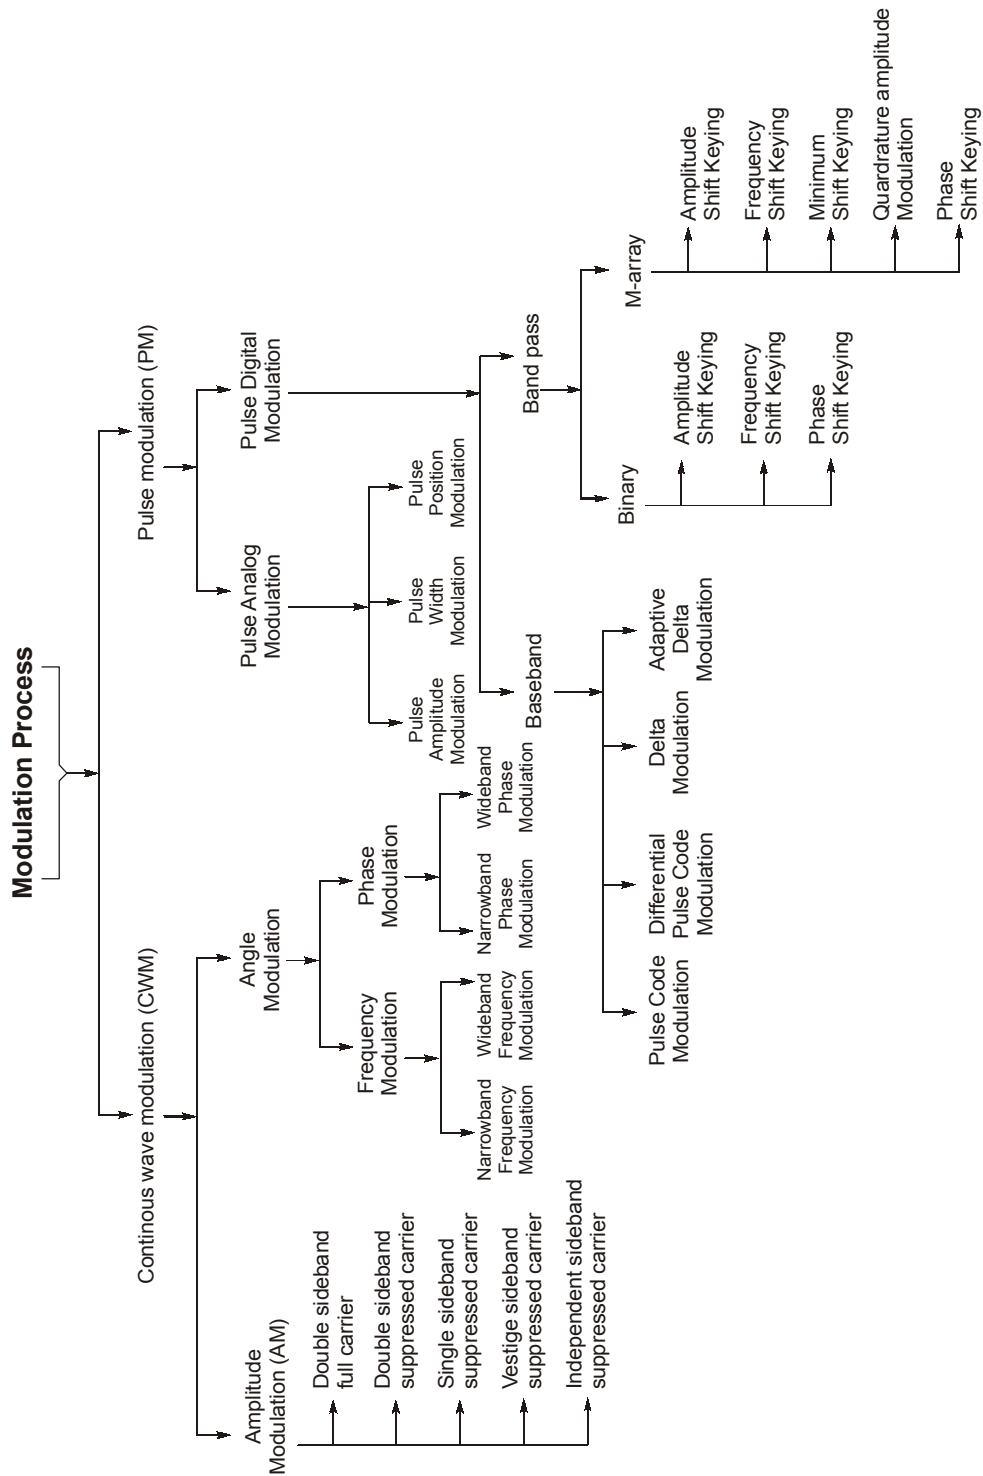 Modulation Process
Continous wave modulation (CWM)
Pulse modulation (PM)
Amplitude
Modulation (AM)
Angle
Modulation
Pulse Analog
Modulation
Pulse Digital
Modulation
Double sideband
full carrier
Double sideband
suppressed carrier
Single sideband
suppressed carrier
Vestige sideband
suppressed carrier
Independent sideband
suppressed carrier
Frequency
Modulation
Phase
Modulation
Narrowband
Frequency
Modulation
Wideband
Frequency
Modulation
Narrowband
Phase
Modulation
Wideband
Phase
Modulation
Pulse
Amplitude
Modulation
Pulse
Width
Modulation
Pulse
Position
Modulation
Baseband
Band pass
Pulse Code
Modulation
Differential
Pulse Code
Modulation
Delta
Modulation
Adaptive
Delta
Modulation
Binary
M-array
Amplitude
Shift Keying
Frequency
Shift Keying
Phase
Shift Keying
Amplitude
Shift Keying
Frequency
Shift Keying
Minimum
Shift Keying
Quardrature amplitude
Modulation
Phase
Shift Keying